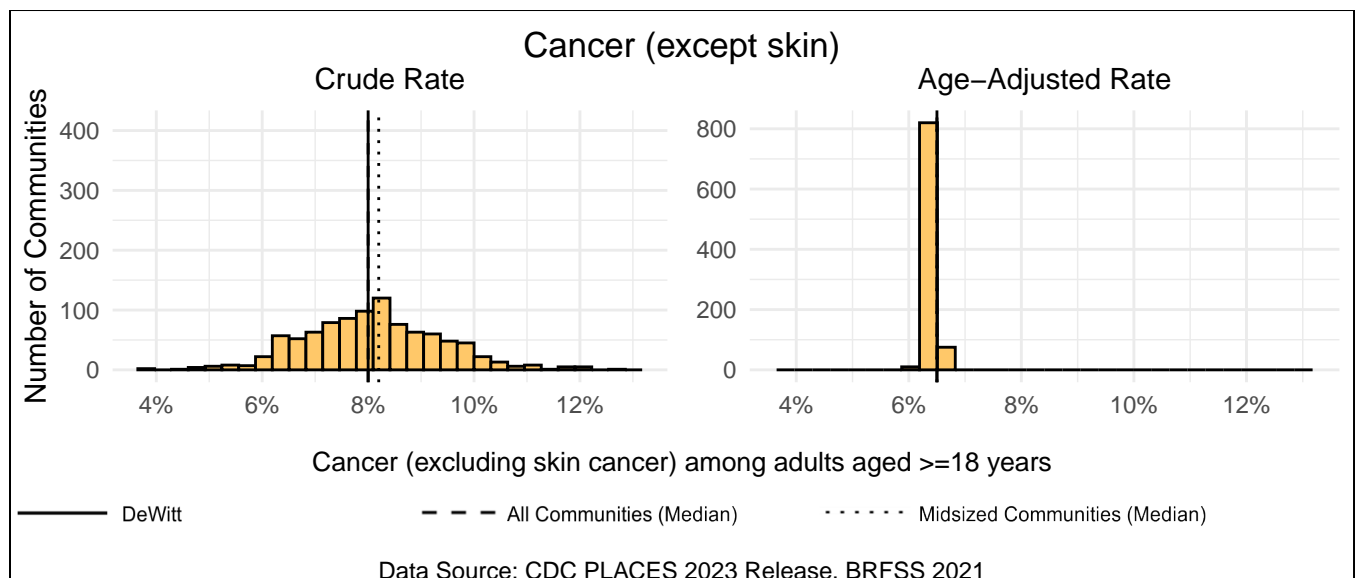 Cancer (except skin)
Crude Rate
Age−Adjusted Rate
Number of Communities
400
300
200
100
0
4%
6%
8%
10%
12%
800
600
400
200
0
4%
6%
8%
10%
12%
Cancer (excluding skin cancer) among adults aged >=18 years
DeWitt
All Communities (Median)
Midsized Communities (Median)
Data Source: CDC PLACES 2023 Release, BRFSS 2021